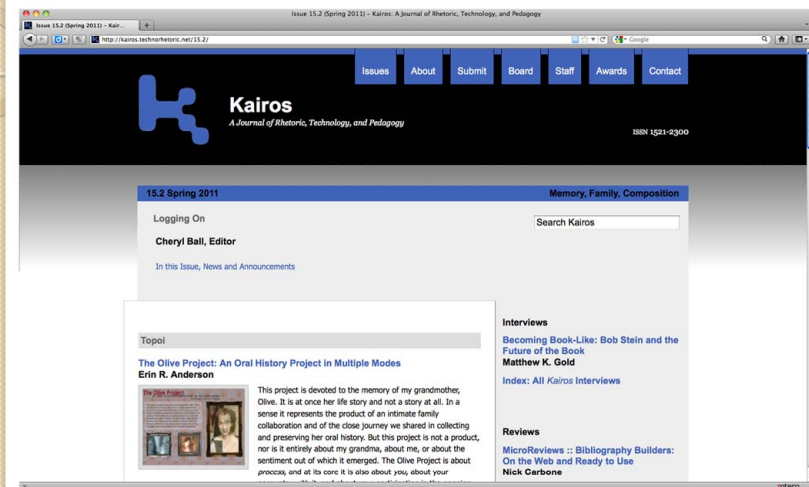 Issue 15.2 (Spring 2011) – Kairos: A Journal of Rhetoric, Technology, and Pedagogy
Issue 15.2 (Spring 2011) – Kair...
http://kairos.technorhetoric.net/15.2/
Google
Issues About Submit Board Staff Awards Contact
Kairos
A Journal of Rhetoric, Technology, and Pedagogy
ISSN 1521-2300
15.2 Spring 2011
Memory, Family, Composition
Logging On
Search Kairos
Cheryl Ball, Editor
In this Issue, News and Announcements
Topoi
The Olive Project: An Oral History Project in Multiple Modes
Erin R. Anderson
The Olive Project
This project is devoted to the memory of my grandmother,
Olive. It is at once her life story and not a story at all. In a
sense it represents the product of an intimate family
collaboration and of the close journey we shared in collecting
and preserving her oral history. But this project is not a product,
nor is it entirely about my grandma, about me, or about the
sentiment out of which it emerged. The Olive Project is about
process, and at its core it is also about you, about your
Interviews
Becoming Book-Like: Bob Stein and the
Future of the Book
Matthew K. Gold
Index: All Kairos Interviews
Reviews
MicroReviews :: Bibliography Builders:
On the Web and Ready to Use
Nick Carbone
zotero